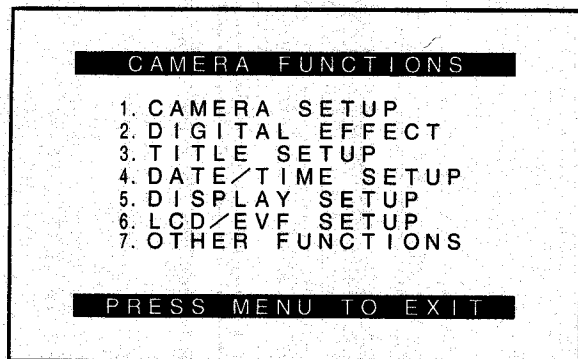 CAMERA FUNCTIONS
1. CAMERA SETUP
2. DIGITAL EFFECT
3. TITLE SETUP
4. DATE/TIME SETUP
5. DISPLAY SETUP
6. LCD/EVF SETUP
7. OTHER FUNCTIONS
PRESS MENU TO EXIT